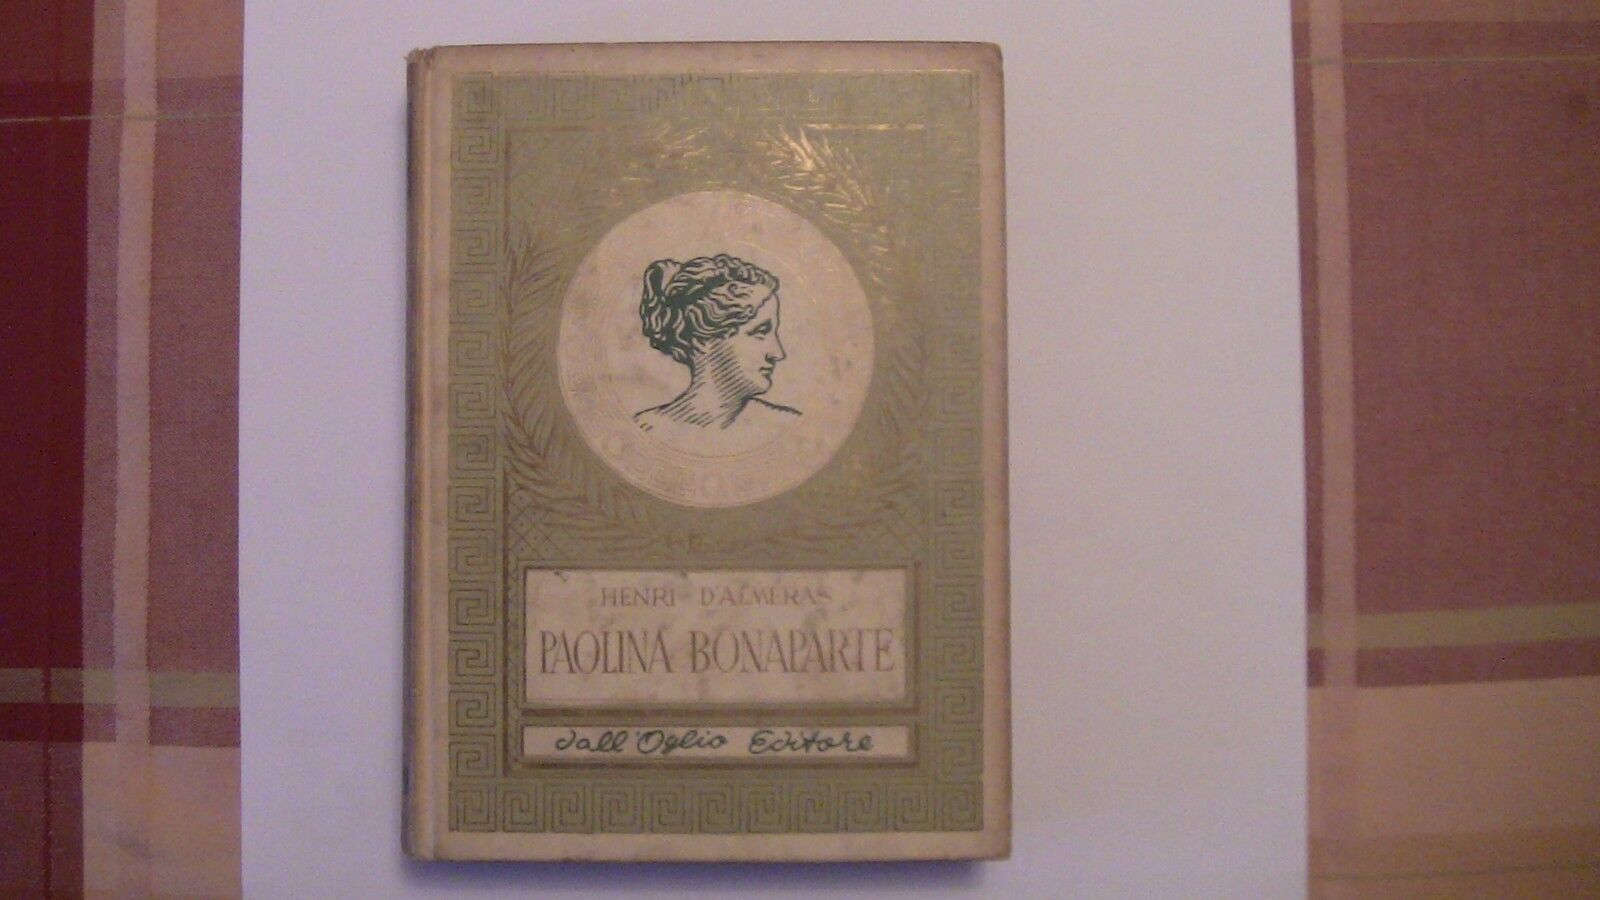 HENRI D'ALMERAS
PAOLINA BONAPARTE
dall'Oglio Editore